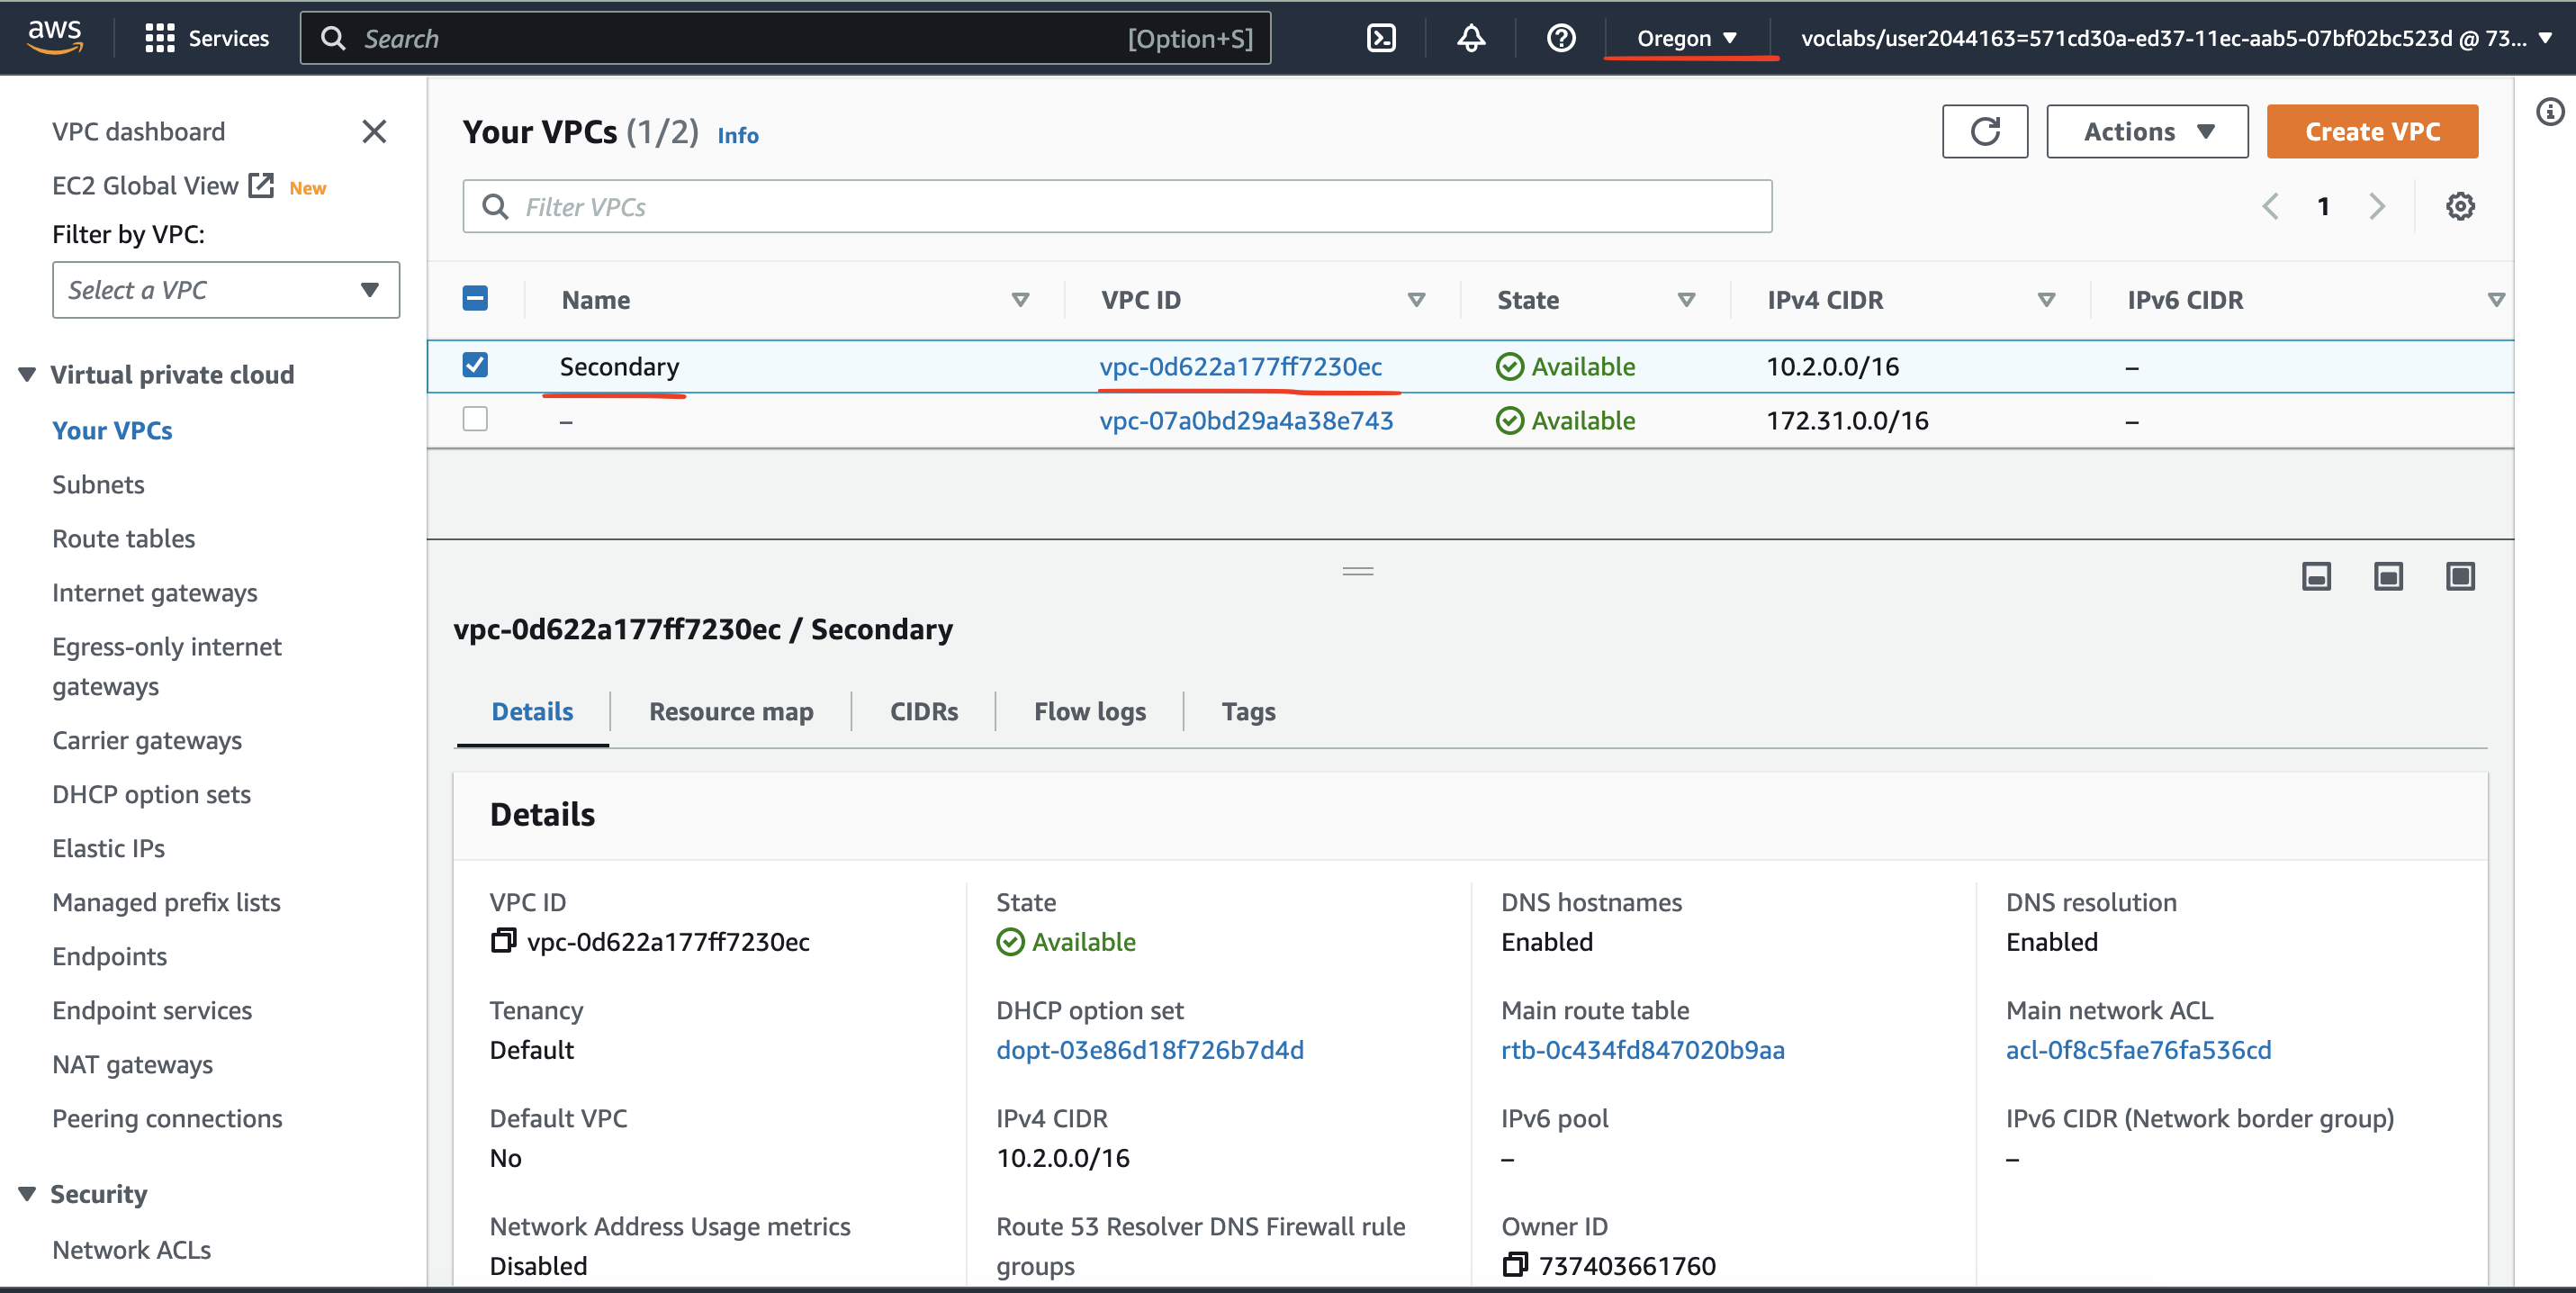 aws
Services
Search
[Option+S]
Oregon
voclabs/user2044163=571cd30a-ed37-11ec-aab5-07bf02bc523d @ 73...
VPC dashboard
EC2 Global View New
Filter by VPC:
Select a VPC
Virtual private cloud
Your VPCs
Subnets
Route tables
Internet gateways
Egress-only internet
gateways
Carrier gateways
DHCP option sets
Elastic IPs
Managed prefix lists
Endpoints
Endpoint services
NAT gateways
Peering connections
Security
Network ACLs
Your VPCs (1/2) Info
Actions
Create VPC
Filter VPCs
1
Name VPC ID State IPv4 CIDR IPv6 CIDR
Secondary vpc-0d622a177ff7230ec Available 10.2.0.0/16 –
– vpc-07a0bd29a4a38e743 Available 172.31.0.0/16 –
vpc-0d622a177ff7230ec / Secondary
Details Resource map CIDRs Flow logs Tags
Details
VPC ID
vpc-0d622a177ff7230ec
State
Available
DNS hostnames
Enabled
DNS resolution
Enabled
Tenancy
Default
DHCP option set
dopt-03e86d18f726b7d4d
Main route table
rtb-0c434fd847020b9aa
Main network ACL
acl-0f8c5fae76fa536cd
Default VPC
No
IPv4 CIDR
10.2.0.0/16
IPv6 pool
–
IPv6 CIDR (Network border group)
–
Network Address Usage metrics
Disabled
Route 53 Resolver DNS Firewall rule
groups
Owner ID
737403661760